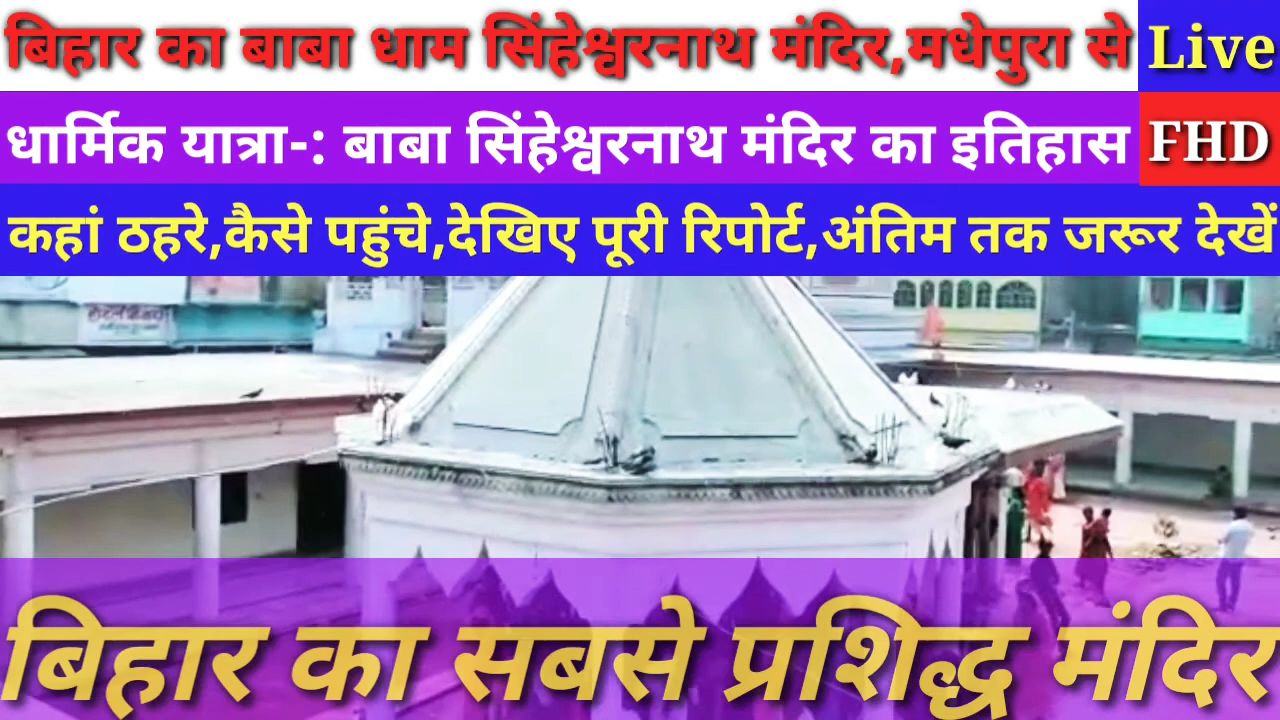 बिहार का बाबा धाम सिंहेश्वरनाथ मंदिर,मधेपुरा से Live
धार्मिक यात्रा-: बाबा सिंहेश्वरनाथ मंदिर का इतिहास FHD
कहां ठहरे,कैसे पहुंचे,देखिए पूरी रिपोर्ट,अंतिम तक जरूर देखें
बिहार का सबसे प्रशिद्ध मंदिर